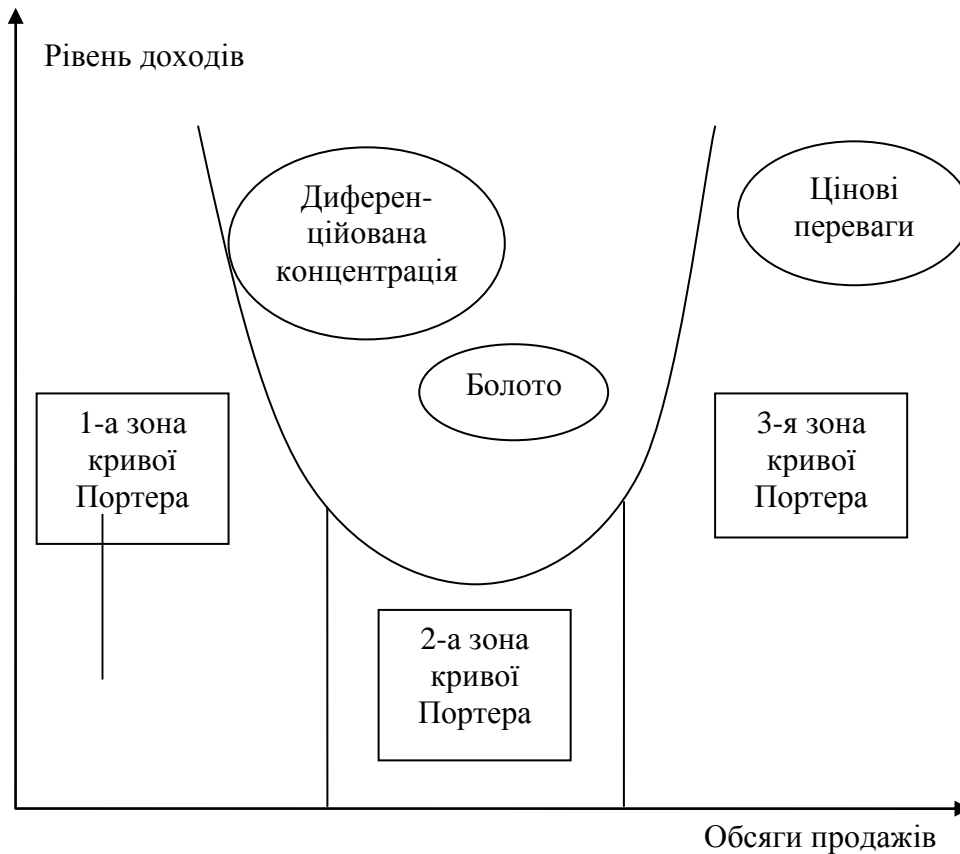 Рівень доходів
Диферен-
ційована
концентрація
Цінові
переваги
Болото
1-а зона
кривої
Портера
3-я зона
кривої
Портера
2-а зона
кривої
Портера
Обсяги продажів